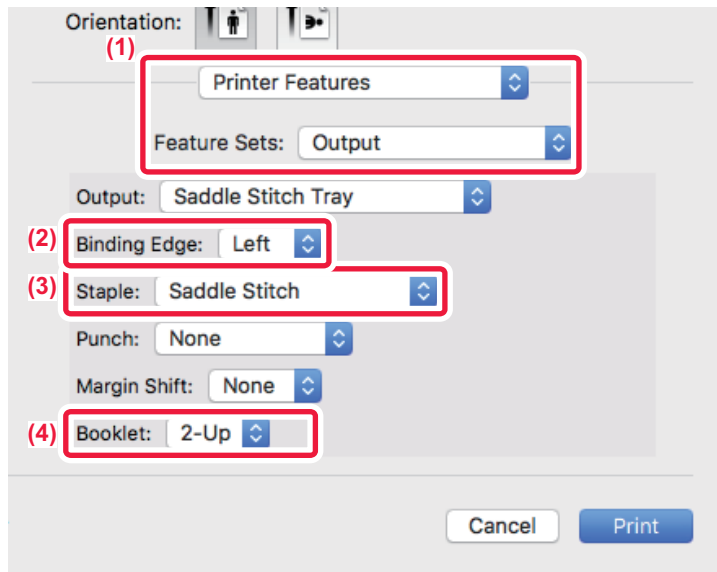 Orientation:
(1)
Printer Features
Feature Sets: Output
Output: Saddle Stitch Tray
(2) Binding Edge: Left
(3) Staple: Saddle Stitch
Punch: None
Margin Shift: None
(4) Booklet: 2-Up
Cancel Print